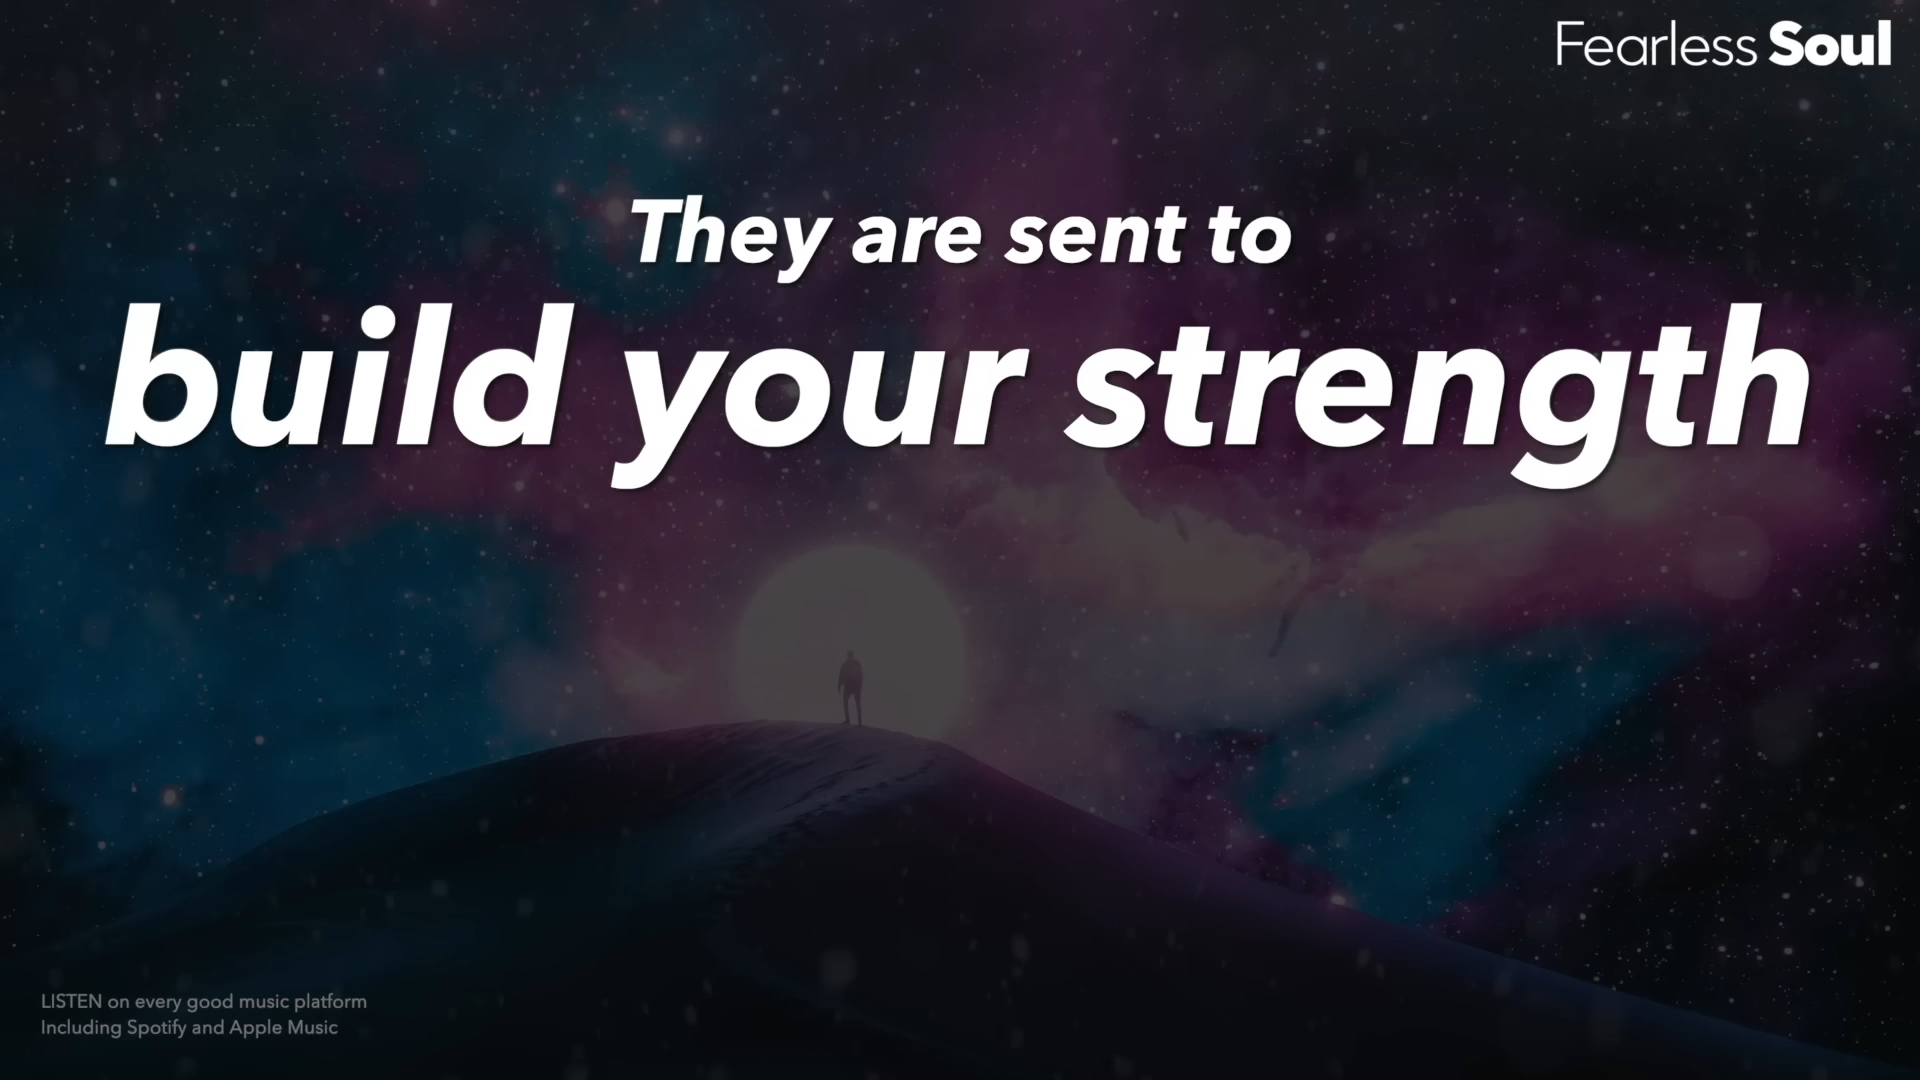 Fearless Soul
They are sent to
build your strength
LISTEN on every good music platform
Including Spotify and Apple Music